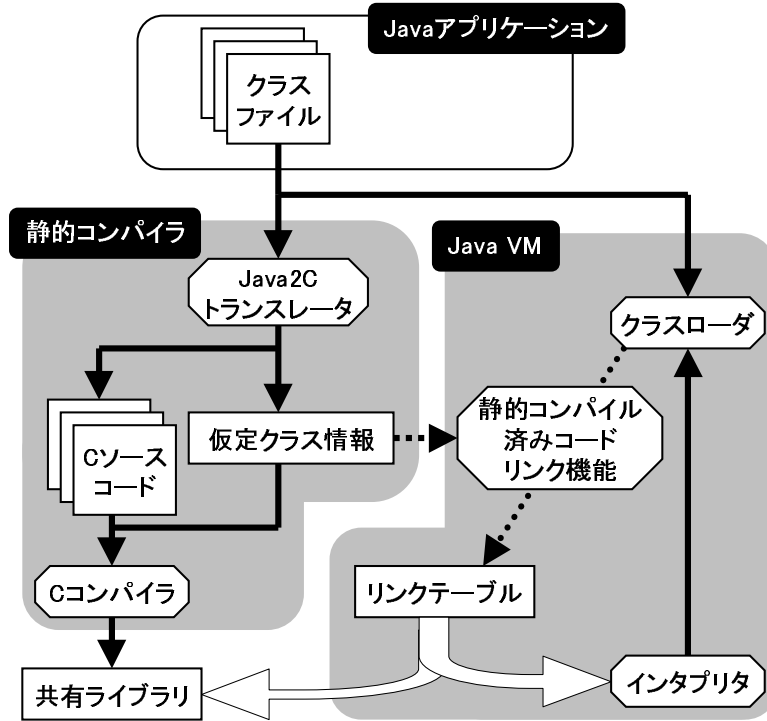 Javaアプリケーション
クラス
ファイル
静的コンパイラ
Java VM
Java2C
トランスレータ
クラスローダ
静的コンパイル
済みコード
リンク機能
仮定クラス情報
Cソース
コード
Cコンパイラ
リンクテーブル
共有ライブラリ
インタプリタ